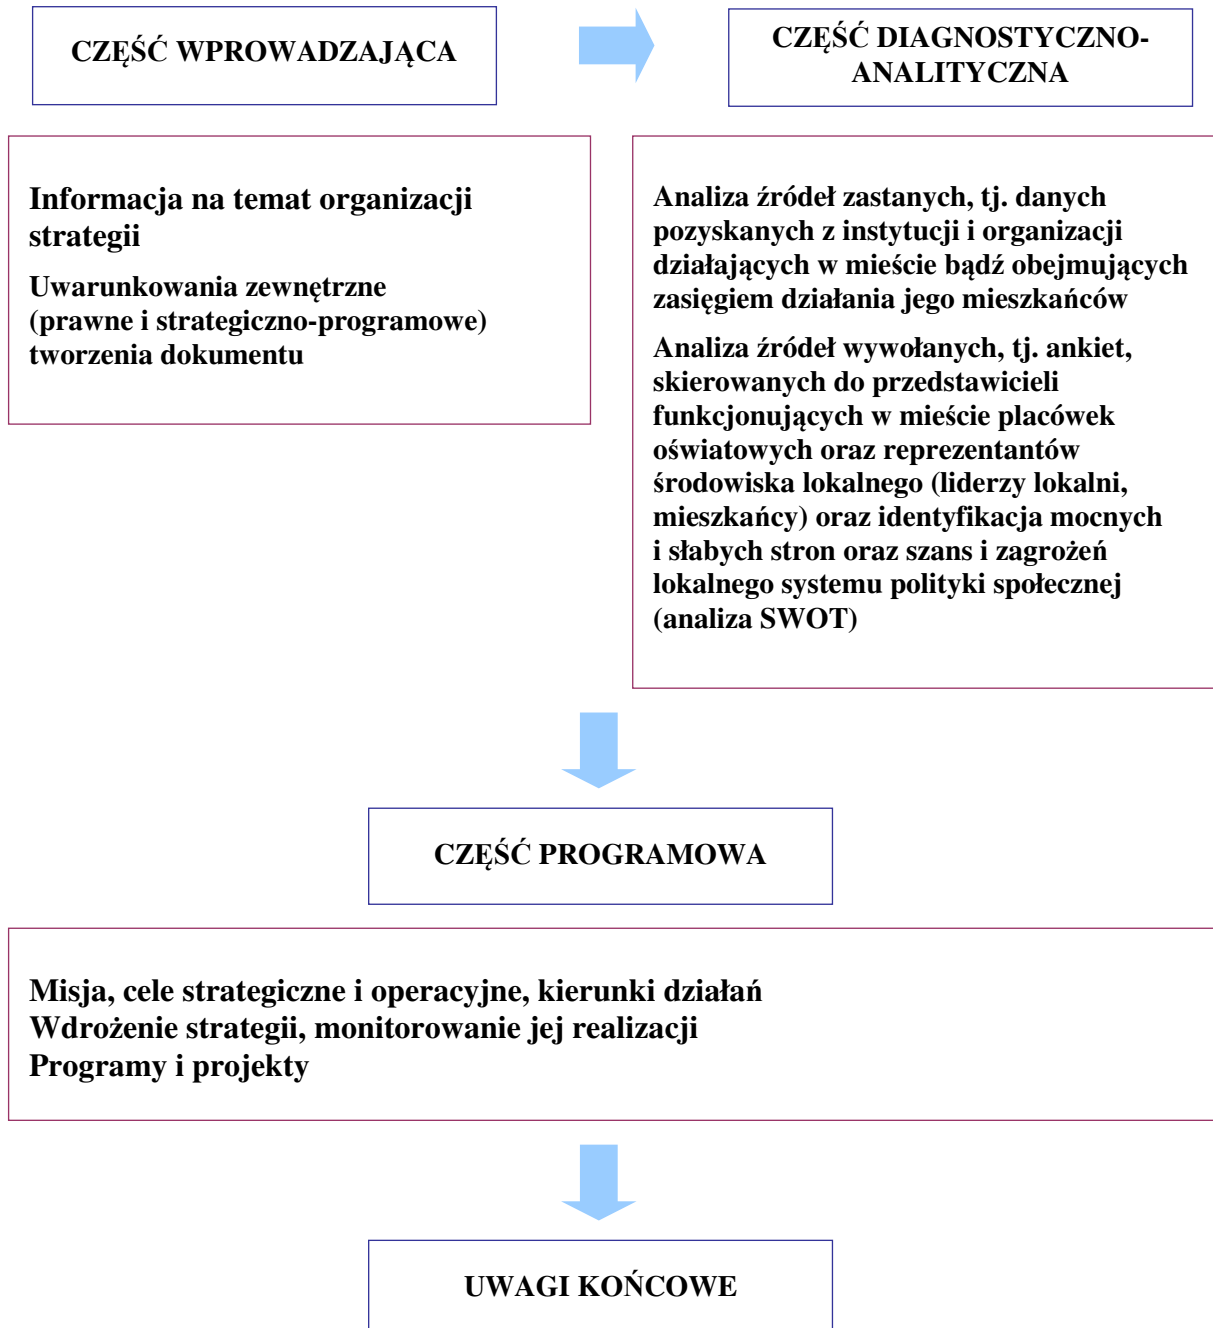 CZĘŚĆ WPROWADZAJĄCA
CZĘŚĆ DIAGNOSTYCZNO-
ANALITYCZNA
Informacja na temat organizacji
strategii
Uwarunkowania zewnętrzne
(prawne i strategiczno-programowe)
tworzenia dokumentu
Analiza źródeł zastanych, tj. danych
pozyskanych z instytucji i organizacji
działających w mieście bądź obejmujących
zasięgiem działania jego mieszkańców
Analiza źródeł wywołanych, tj. ankiet,
skierowanych do przedstawicieli
funkcjonujących w mieście placówek
oświatowych oraz reprezentantów
środowiska lokalnego (liderzy lokalni,
mieszkańcy) oraz identyfikacja mocnych
i słabych stron oraz szans i zagrożeń
lokalnego systemu polityki społecznej
(analiza SWOT)
CZĘŚĆ PROGRAMOWA
Misja, cele strategiczne i operacyjne, kierunki działań
Wdrożenie strategii, monitorowanie jej realizacji
Programy i projekty
UWAGI KOŃCOWE